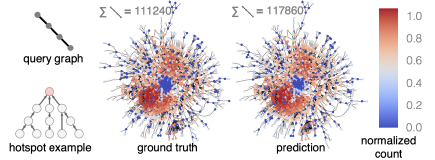 ∑ = 111240
∑ = 117860
1.0
0.8
0.6
0.4
0.2
0.0
query graph
hotspot example
ground truth
prediction
normalized
count